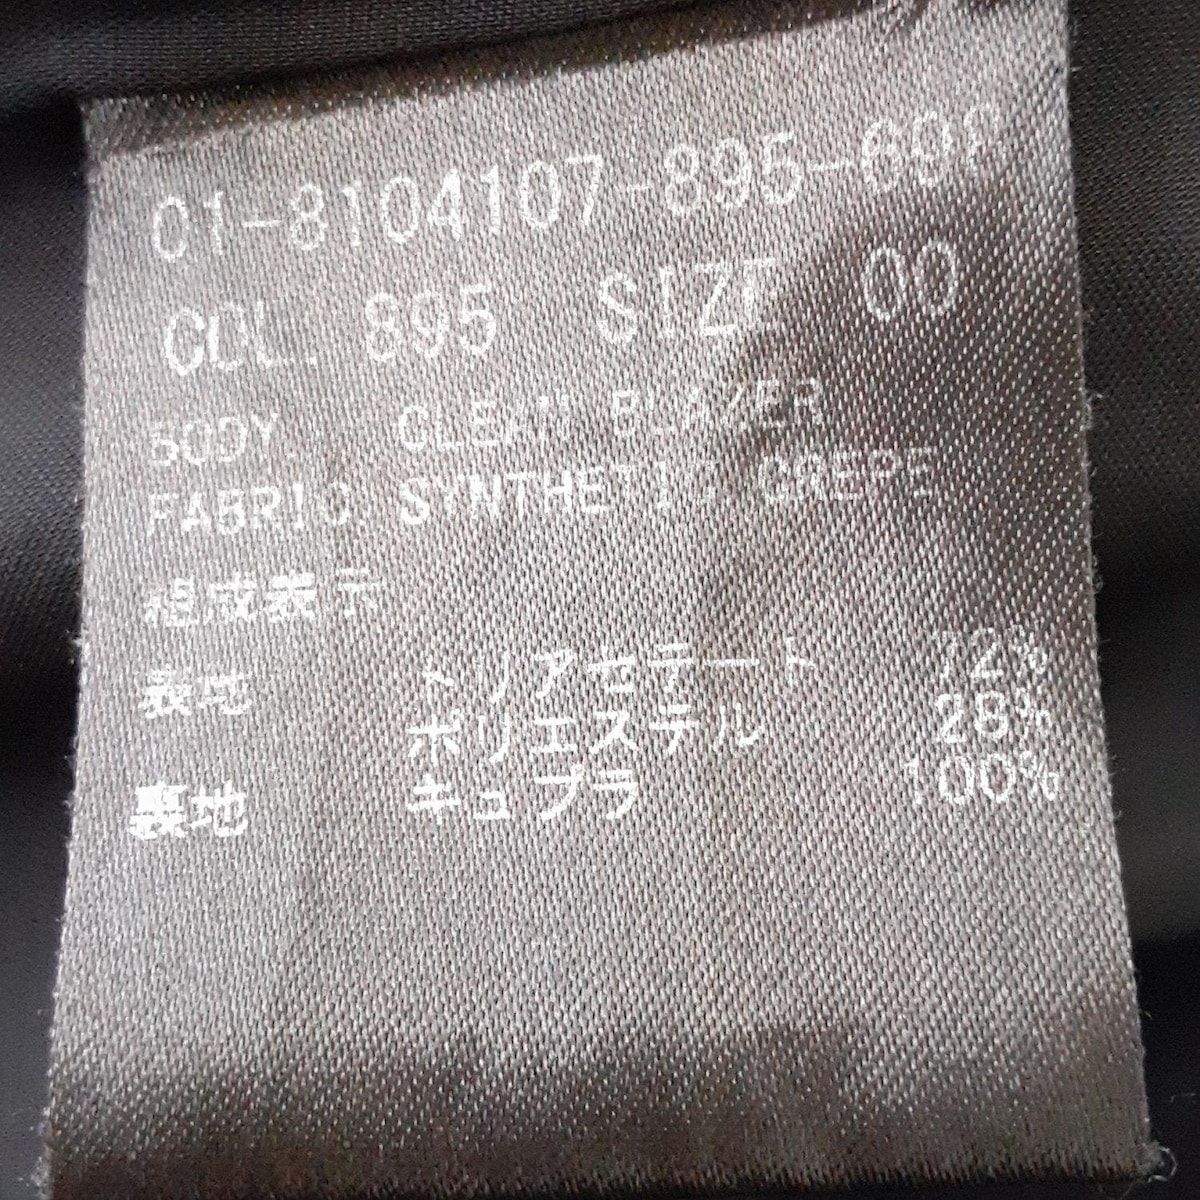 01-8104107-895-60P
COL. 895 SIZE 00
BODY. CLEAN BLAZER
FABRIC. SYNTHETIC CREPE
組成表示
表地 トリアセテート 72%
ポリエステル 28%
裏地 キュプラ 100%